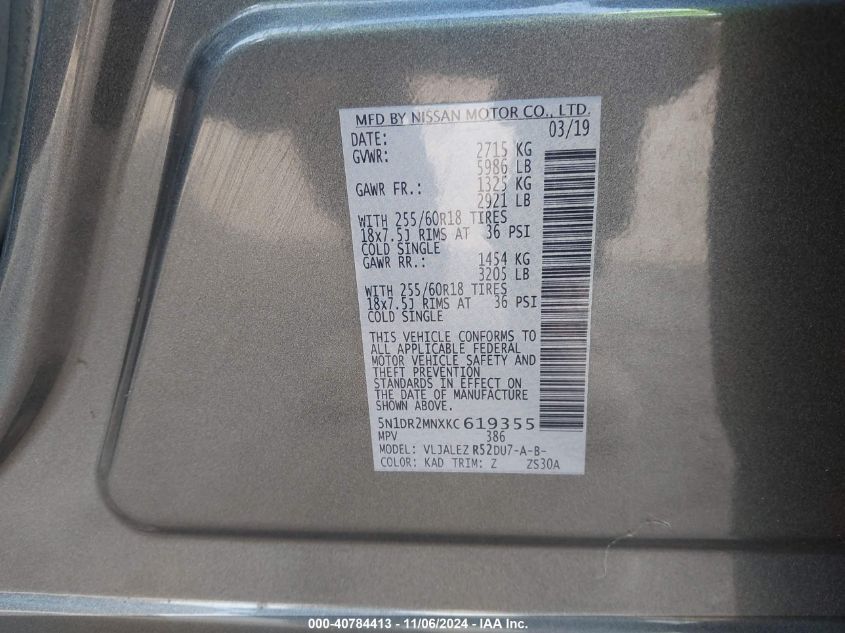 MFD BY NISSAN MOTOR CO., LTD.
DATE: 03/19
GVWR: 2715 KG
5986 LB
GAWR FR.: 1325 KG
2921 LB
WITH 255/60R18 TIRES
18x7.5J RIMS AT 36 PSI
COLD SINGLE
GAWR RR.: 1454 KG
3205 LB
WITH 255/60R18 TIRES
18x7.5J RIMS AT 36 PSI
COLD SINGLE
THIS VEHICLE CONFORMS TO
ALL APPLICABLE FEDERAL
MOTOR VEHICLE SAFETY AND
THEFT PREVENTION
STANDARDS IN EFFECT ON
THE DATE OF MANUFACTURE
SHOWN ABOVE.
5N1DR2MNXKC619355
MPV 386
MODEL: VLJALEZ R52DU7-A-B-
COLOR: KAD TRIM: Z ZS30A
000-40784413 - 11/06/2024 - IAA Inc.